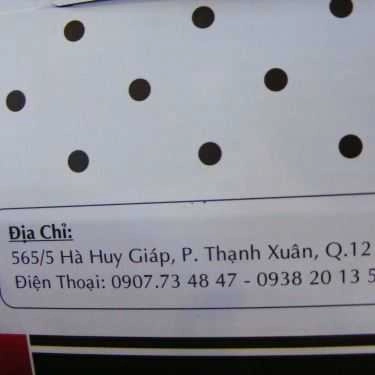 Địa Chỉ:
565/5 Hà Huy Giáp, P. Thạnh Xuân, Q.12
Điện Thoại: 0907.73 48 47 - 0938 20 13 5